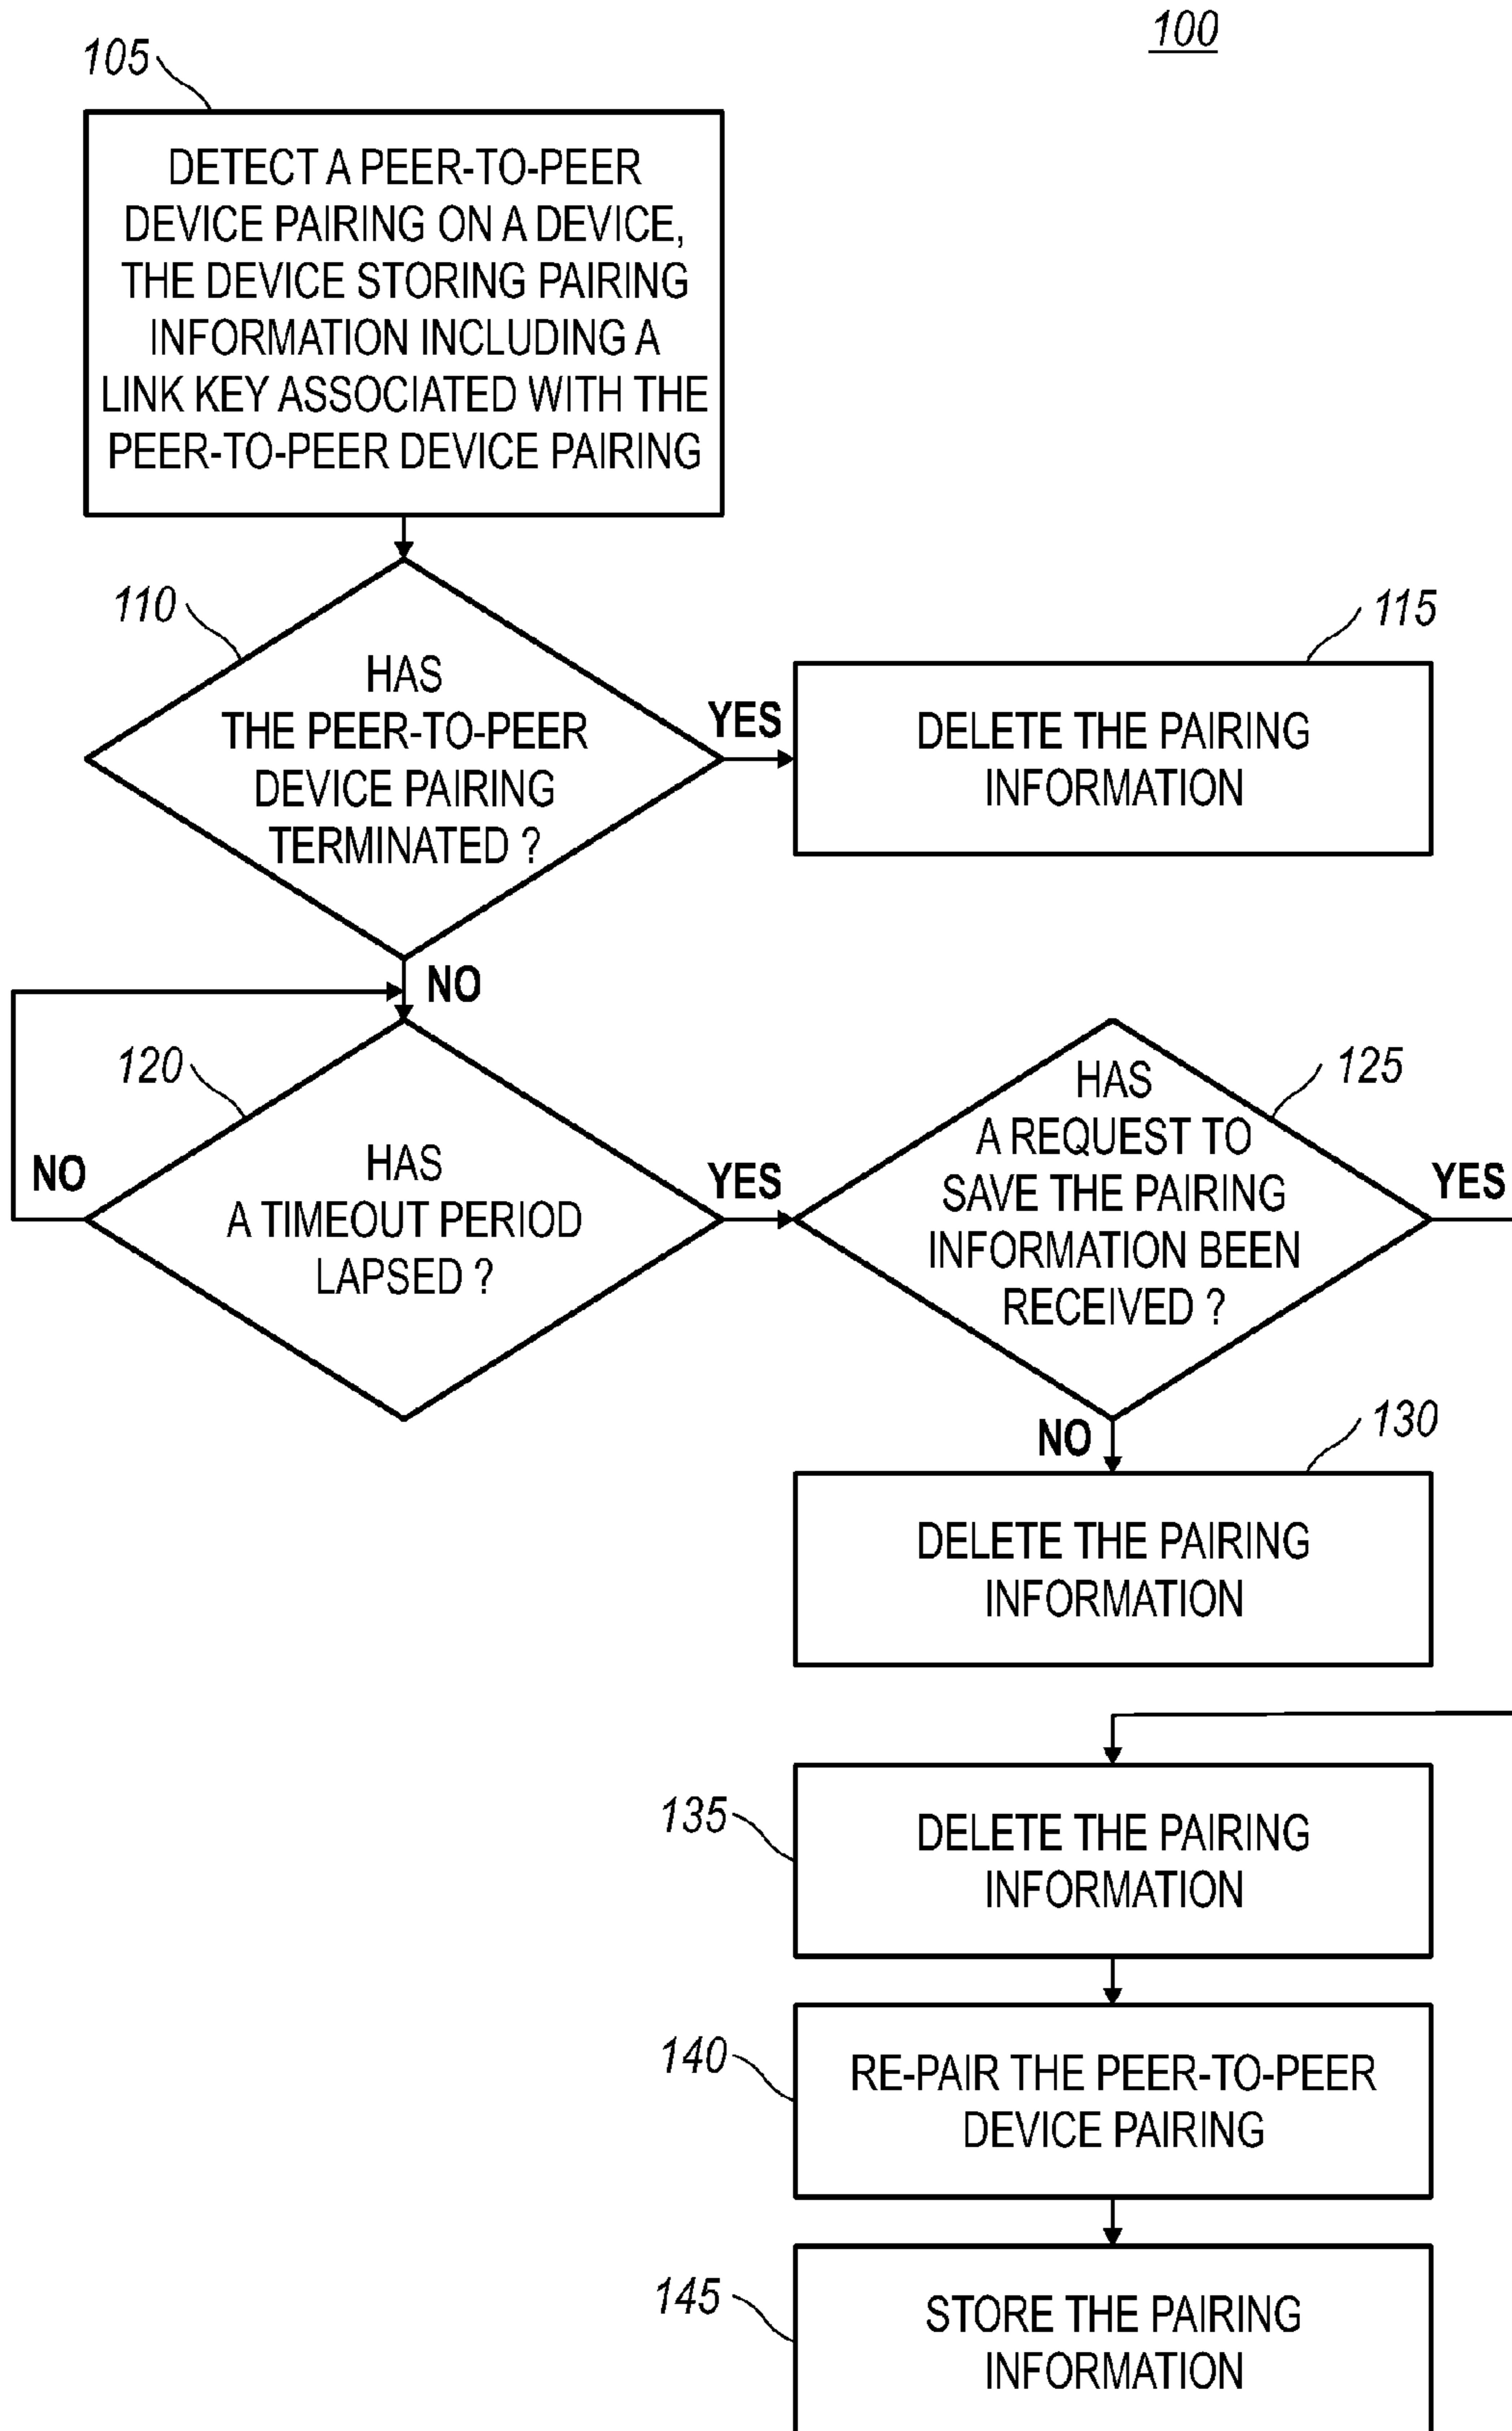 100
105
DETECT A PEER-TO-PEER
DEVICE PAIRING ON A DEVICE,
THE DEVICE STORING PAIRING
INFORMATION INCLUDING A
LINK KEY ASSOCIATED WITH THE
PEER-TO-PEER DEVICE PAIRING
110
HAS
THE PEER-TO-PEER
DEVICE PAIRING
TERMINATED ?
YES
115
DELETE THE PAIRING
INFORMATION
NO
120
HAS
A TIMEOUT PERIOD
LAPSED ?
NO
YES
125
HAS
A REQUEST TO
SAVE THE PAIRING
INFORMATION BEEN
RECEIVED ?
YES
NO
130
DELETE THE PAIRING
INFORMATION
135
DELETE THE PAIRING
INFORMATION
140
RE-PAIR THE PEER-TO-PEER
DEVICE PAIRING
145
STORE THE PAIRING
INFORMATION